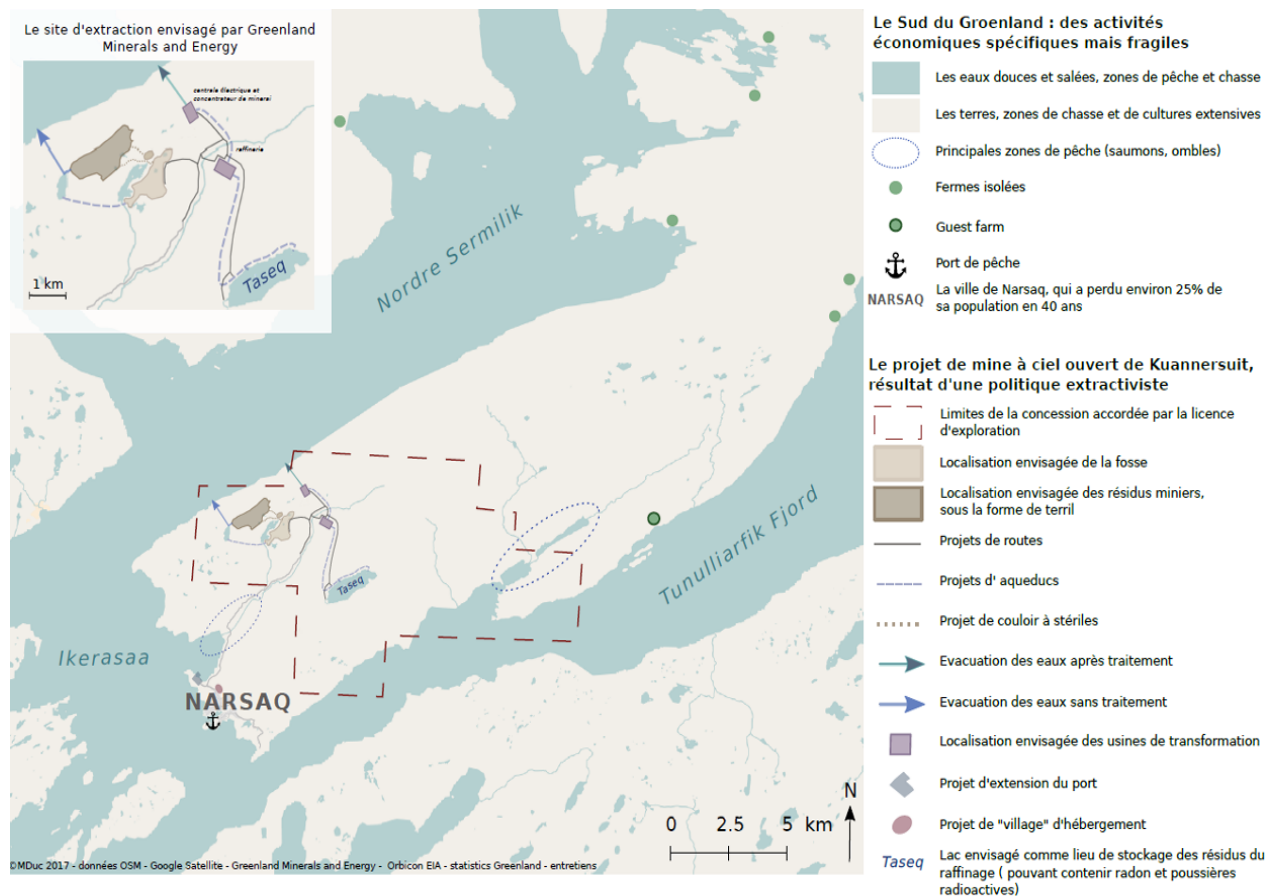 Le site d'extraction envisagé par Greenland
Minerals and Energy
centrale électrique et
concentrateur de minerai
raffinerie
Taseq
1 km
Nordre Sermilik
Tunulliarfik Fjord
Taseq
Ikerasaa
NARSAQ
0 2.5 5 km
N
©MDuc 2017 - données OSM - Google Satellite - Greenland Minerals and Energy - Orbicon EIA - statistics Greenland - entretiens
Le Sud du Groenland : des activités
économiques spécifiques mais fragiles
Les eaux douces et salées, zones de pêche et chasse
Les terres, zones de chasse et de cultures extensives
Principales zones de pêche (saumons, ombles)
Fermes isolées
Guest farm
Port de pêche
NARSAQ
La ville de Narsaq, qui a perdu environ 25% de
sa population en 40 ans
Le projet de mine à ciel ouvert de Kuannersuit,
résultat d'une politique extractiviste
Limites de la concession accordée par la licence
d'exploration
Localisation envisagée de la fosse
Localisation envisagée des résidus miniers,
sous la forme de terril
Projets de routes
Projets d' aqueducs
Projet de couloir à stériles
Evacuation des eaux après traitement
Evacuation des eaux sans traitement
Localisation envisagée des usines de transformation
Projet d'extension du port
Projet de "village" d'hébergement
Taseq
Lac envisagé comme lieu de stockage des résidus du
raffinage ( pouvant contenir radon et poussières
radioactives)